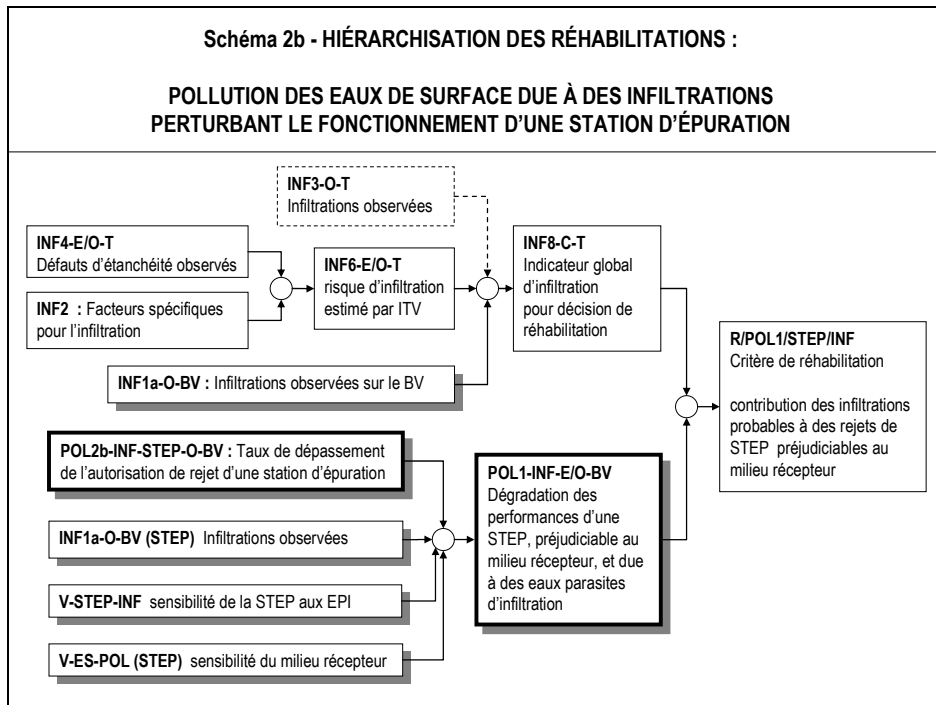 Schéma 2b - HIÉRARCHISATION DES RÉHABILITATIONS :
POLLUTION DES EAUX DE SURFACE DUE À DES INFILTRATIONS
PERTURBANT LE FONCTIONNEMENT D'UNE STATION D'ÉPURATION
INF3-O-T
Infiltrations observées
INF4-E/O-T
Défauts d'étanchéité observés
INF2 : Facteurs spécifiques
pour l'infiltration
INF6-E/O-T
risque d'infiltration
estimé par ITV
INF8-C-T
Indicateur global
d'infiltration
pour décision de
réhabilitation
INF1a-O-BV : Infiltrations observées sur le BV
R/POL1/STEP/INF
Critère de réhabilitation
contribution des infiltrations
probables à des rejets de
STEP préjudiciables au
milieu récepteur
POL2b-INF-STEP-O-BV : Taux de dépassement
de l'autorisation de rejet d'une station d'épuration
INF1a-O-BV (STEP) Infiltrations observées
V-STEP-INF sensibilité de la STEP aux EPI
V-ES-POL (STEP) sensibilité du milieu récepteur
POL1-INF-E/O-BV
Dégradation des
performances d'une
STEP, préjudiciable au
milieu récepteur, et due
à des eaux parasites
d'infiltration